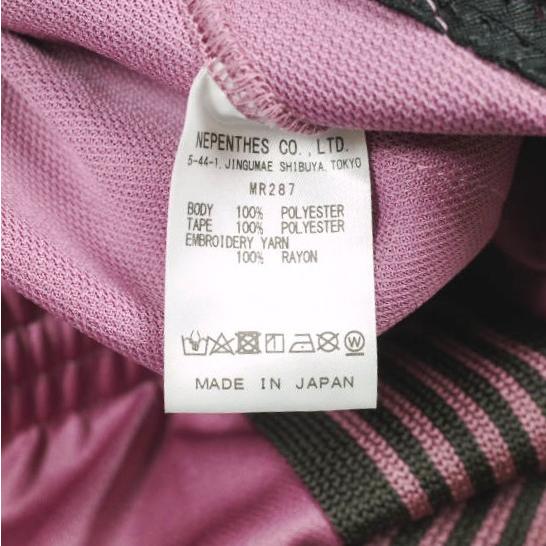 NEPENTHES CO.,LTD.
5-44-1, JINGUMAE SHIBUYA, TOKYO
MR287
BODY 100% POLYESTER
TAPE 100% POLYESTER
EMBROIDERY YARN
100% RAYON
MADE IN JAPAN